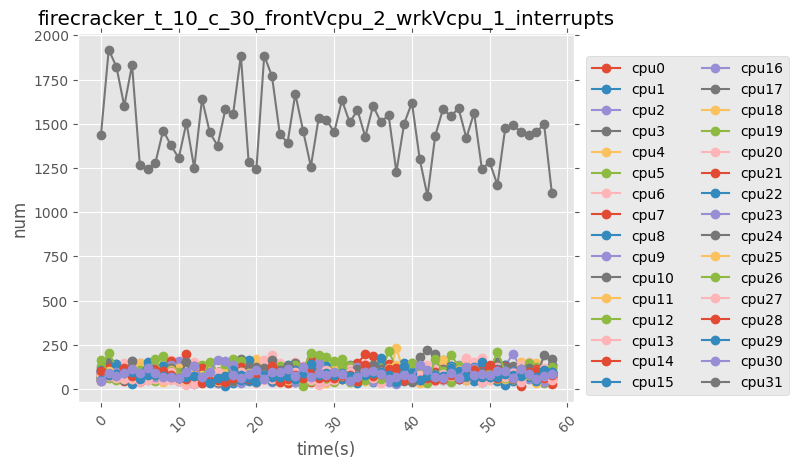 firecracker_t_10_c_30_frontVcpu_2_wrkVcpu_1_interrupts
2000
1750
1500
1250
1000
750
500
250
0
num
0 10 20 30 40 50 60
time(s)
cpu0 cpu16
cpu1 cpu17
cpu2 cpu18
cpu3 cpu19
cpu4 cpu20
cpu5 cpu21
cpu6 cpu22
cpu7 cpu23
cpu8 cpu24
cpu9 cpu25
cpu10 cpu26
cpu11 cpu27
cpu12 cpu28
cpu13 cpu29
cpu14 cpu30
cpu15 cpu31